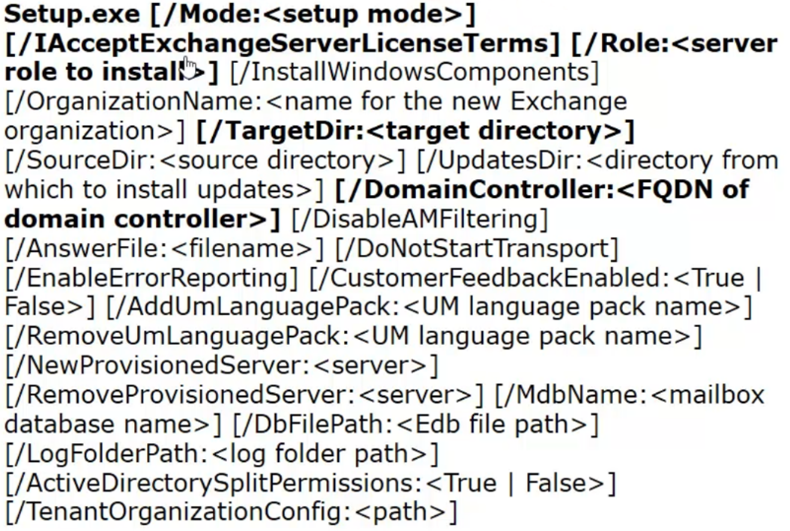 Setup.exe [/Mode:<setup mode>]
[/IAcceptExchangeServerLicenseTerms] [/Role:<server
role to install>] [/InstallWindowsComponents]
[/OrganizationName:<name for the new Exchange
organization>] [/TargetDir:<target directory>]
[/SourceDir:<source directory>] [/UpdatesDir:<directory from
which to install updates>] [/DomainController:<FQDN of
domain controller>] [/DisableAMFiltering]
[/AnswerFile:<filename>] [/DoNotStartTransport]
[/EnableErrorReporting] [/CustomerFeedbackEnabled:<True |
False>] [/AddUmLanguagePack:<UM language pack name>]
[/RemoveUmLanguagePack:<UM language pack name>]
[/NewProvisionedServer:<server>]
[/RemoveProvisionedServer:<server>] [/MdbName:<mailbox
database name>] [/DbFilePath:<Edb file path>]
[/LogFolderPath:<log folder path>]
[/ActiveDirectorySplitPermissions:<True | False>]
[/TenantOrganizationConfig:<path>]